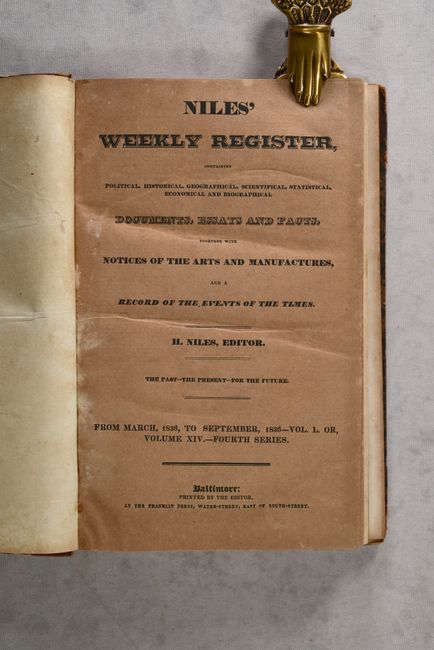 NILES'
WEEKLY REGISTER,
CONTAINING
POLITICAL, HISTORICAL, GEOGRAPHICAL, SCIENTIFICAL, STATISTICAL,
ECONOMICAL AND BIOGRAPHICAL
DOCUMENTS, ESSAYS AND FACTS,
TOGETHER WITH
NOTICES OF THE ARTS AND MANUFACTURES,
AND A
RECORD OF THE EVENTS OF THE TIMES.
H. NILES, EDITOR.
THE PAST—THE PRESENT—FOR THE FUTURE.
FROM MARCH, 1836, TO SEPTEMBER, 1836—VOL. L. OR,
VOLUME XIV.—FOURTH SERIES.
Baltimore:
PRINTED BY THE EDITOR,
AT THE FRANKLIN PRESS, WATER-STREET, EAST OF SOUTH-STREET.